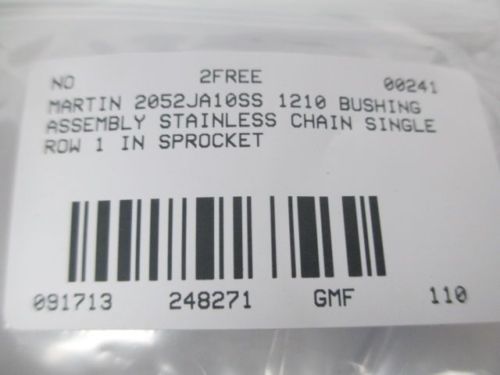 NO 2FREE 00241
MARTIN 2052JA10SS 1210 BUSHING
ASSEMBLY STAINLESS CHAIN SINGLE
ROW 1 IN SPROCKET
091713 248271 GMF 110